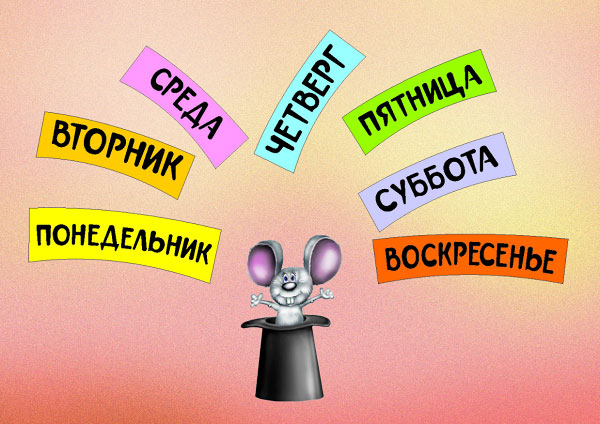 ПОНЕДЕЛЬНИК
ВТОРНИК
СРЕДА
ЧЕТВЕРГ
ПЯТНИЦА
СУББОТА
ВОСКРЕСЕНЬЕ